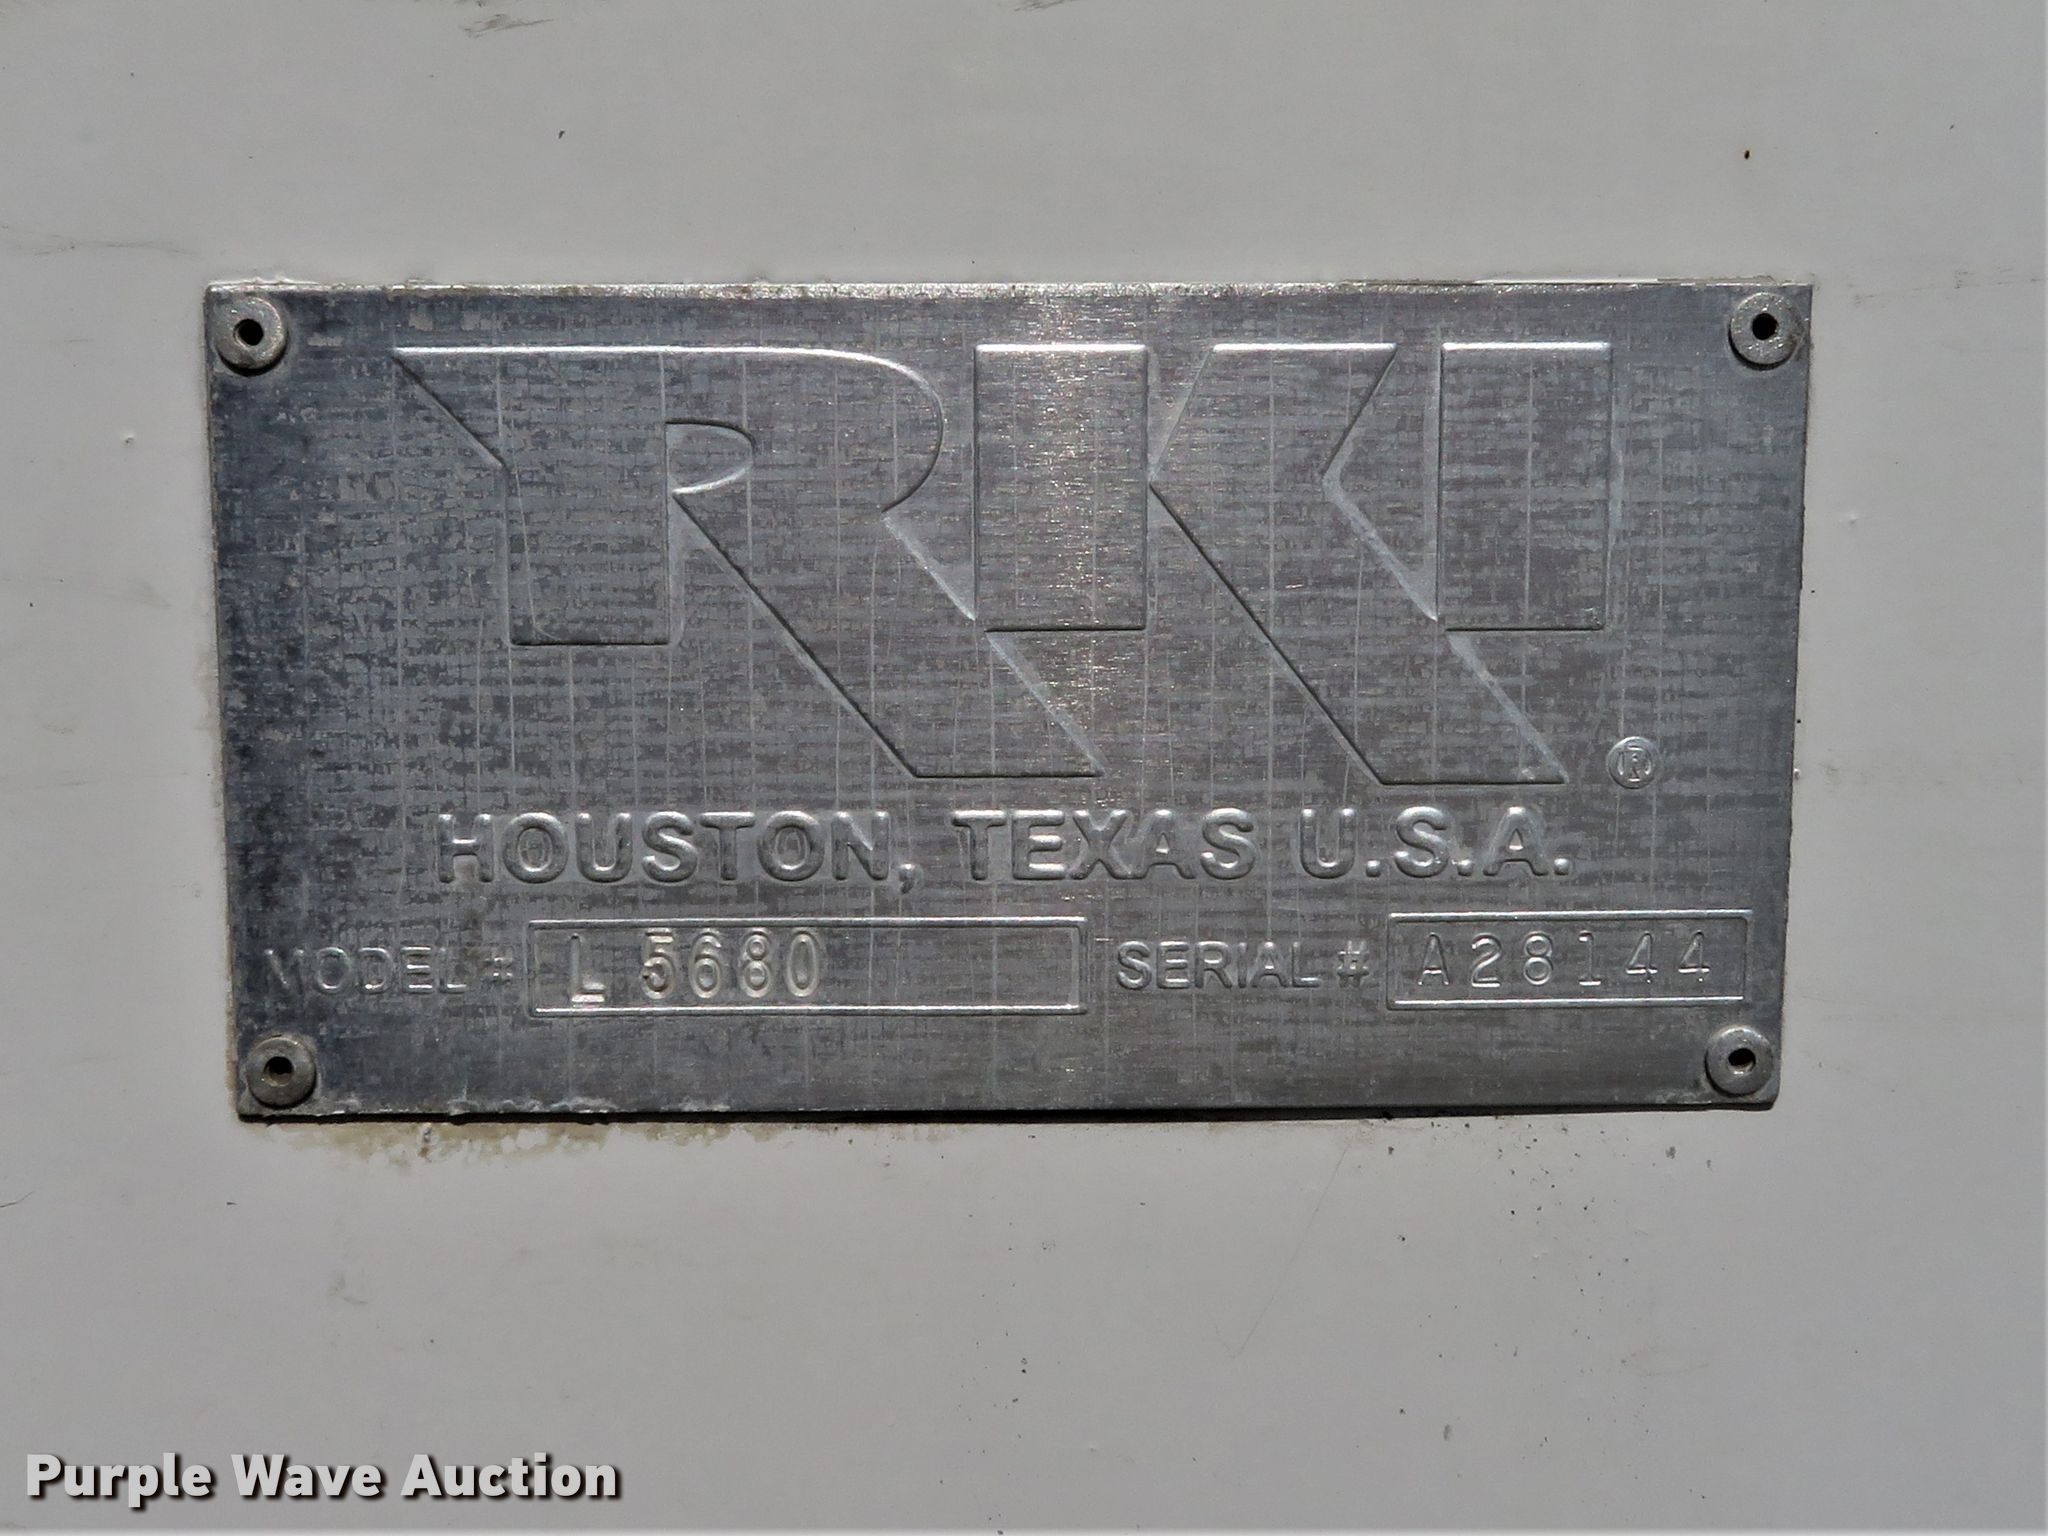 RKI
®
HOUSTON, TEXAS U.S.A.
MODEL # L 5680 SERIAL # A28144
Purple Wave Auction